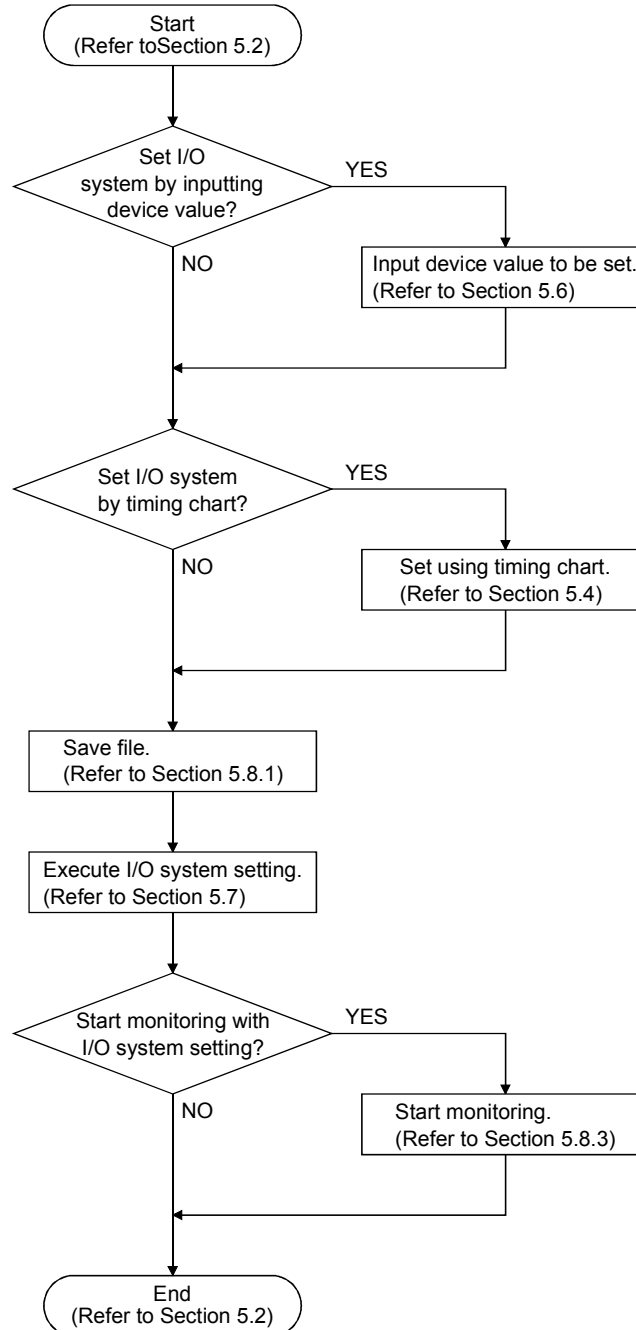 Start
(Refer toSection 5.2)
Set I/O
system by inputting
device value?
YES
NO
Input device value to be set.
(Refer to Section 5.6)
Set I/O system
by timing chart?
YES
NO
Set using timing chart.
(Refer to Section 5.4)
Save file.
(Refer to Section 5.8.1)
Execute I/O system setting.
(Refer to Section 5.7)
Start monitoring with
I/O system setting?
YES
NO
Start monitoring.
(Refer to Section 5.8.3)
End
(Refer to Section 5.2)